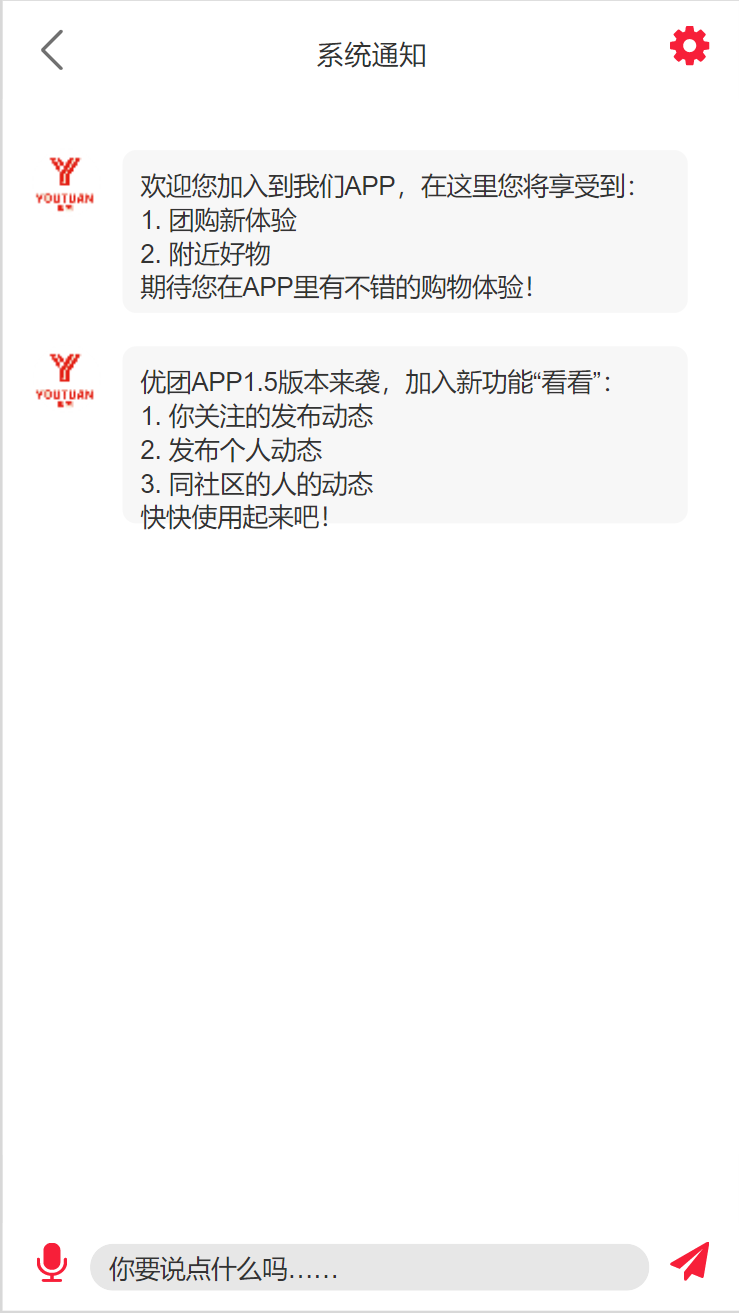 系统通知
YOUTUAN
欢迎您加入到我们APP，在这里您将享受到：
1. 团购新体验
2. 附近好物
期待您在APP里有不错的购物体验！
YOUTUAN
优团APP1.5版本来袭，加入新功能“看看”：
1. 你关注的发布动态
2. 发布个人动态
3. 同社区的人的动态
快快使用起来吧！
你要说点什么吗……